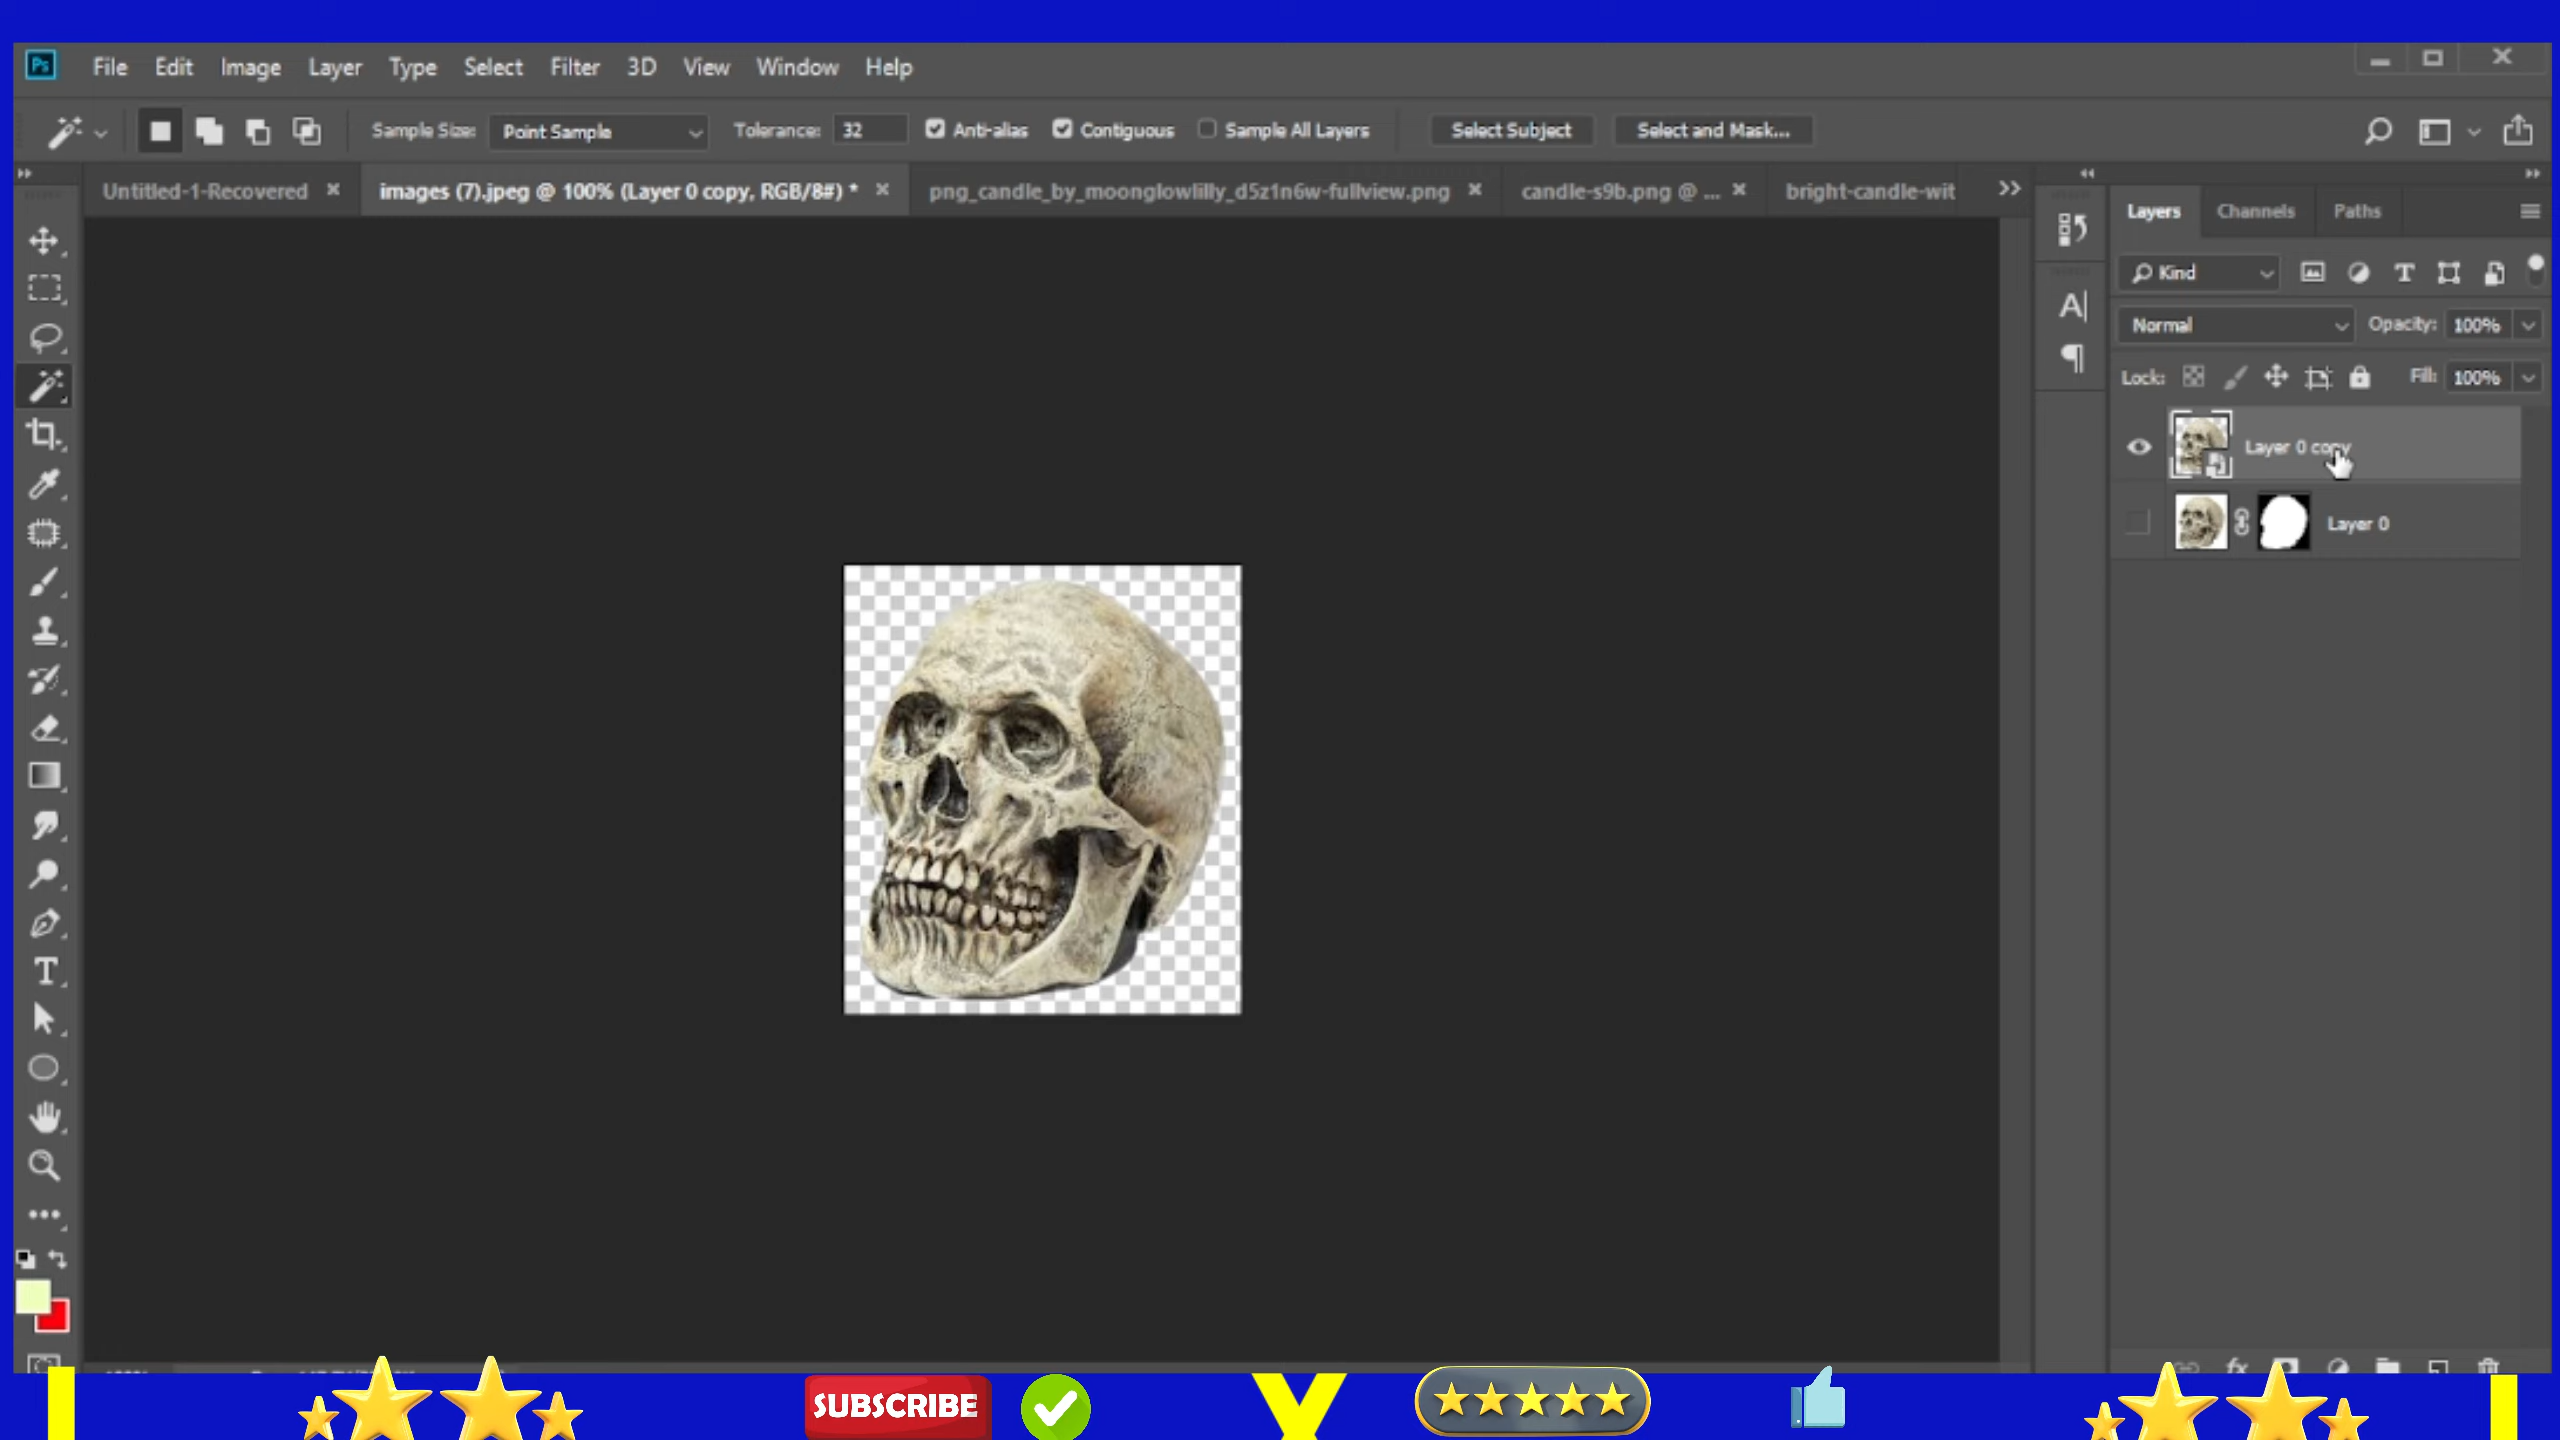 Ps File Edit Image Layer Type Select Filter 3D View Window Help
Sample Size: Point Sample Tolerance: 32 Anti-alias Contiguous Sample All Layers Select Subject Select and Mask...
Untitled-1-Recovered images (7).jpeg @ 100% (Layer 0 copy, RGB/8#) * png_candle_by_moonglowlilly_d5z1n6w-fullview.png candle-s9b.png @ ... bright-candle-wit
Layers Channels Paths
Kind
Normal Opacity: 100%
Lock: Fill: 100%
Layer 0 copy
Layer 0
SUBSCRIBE